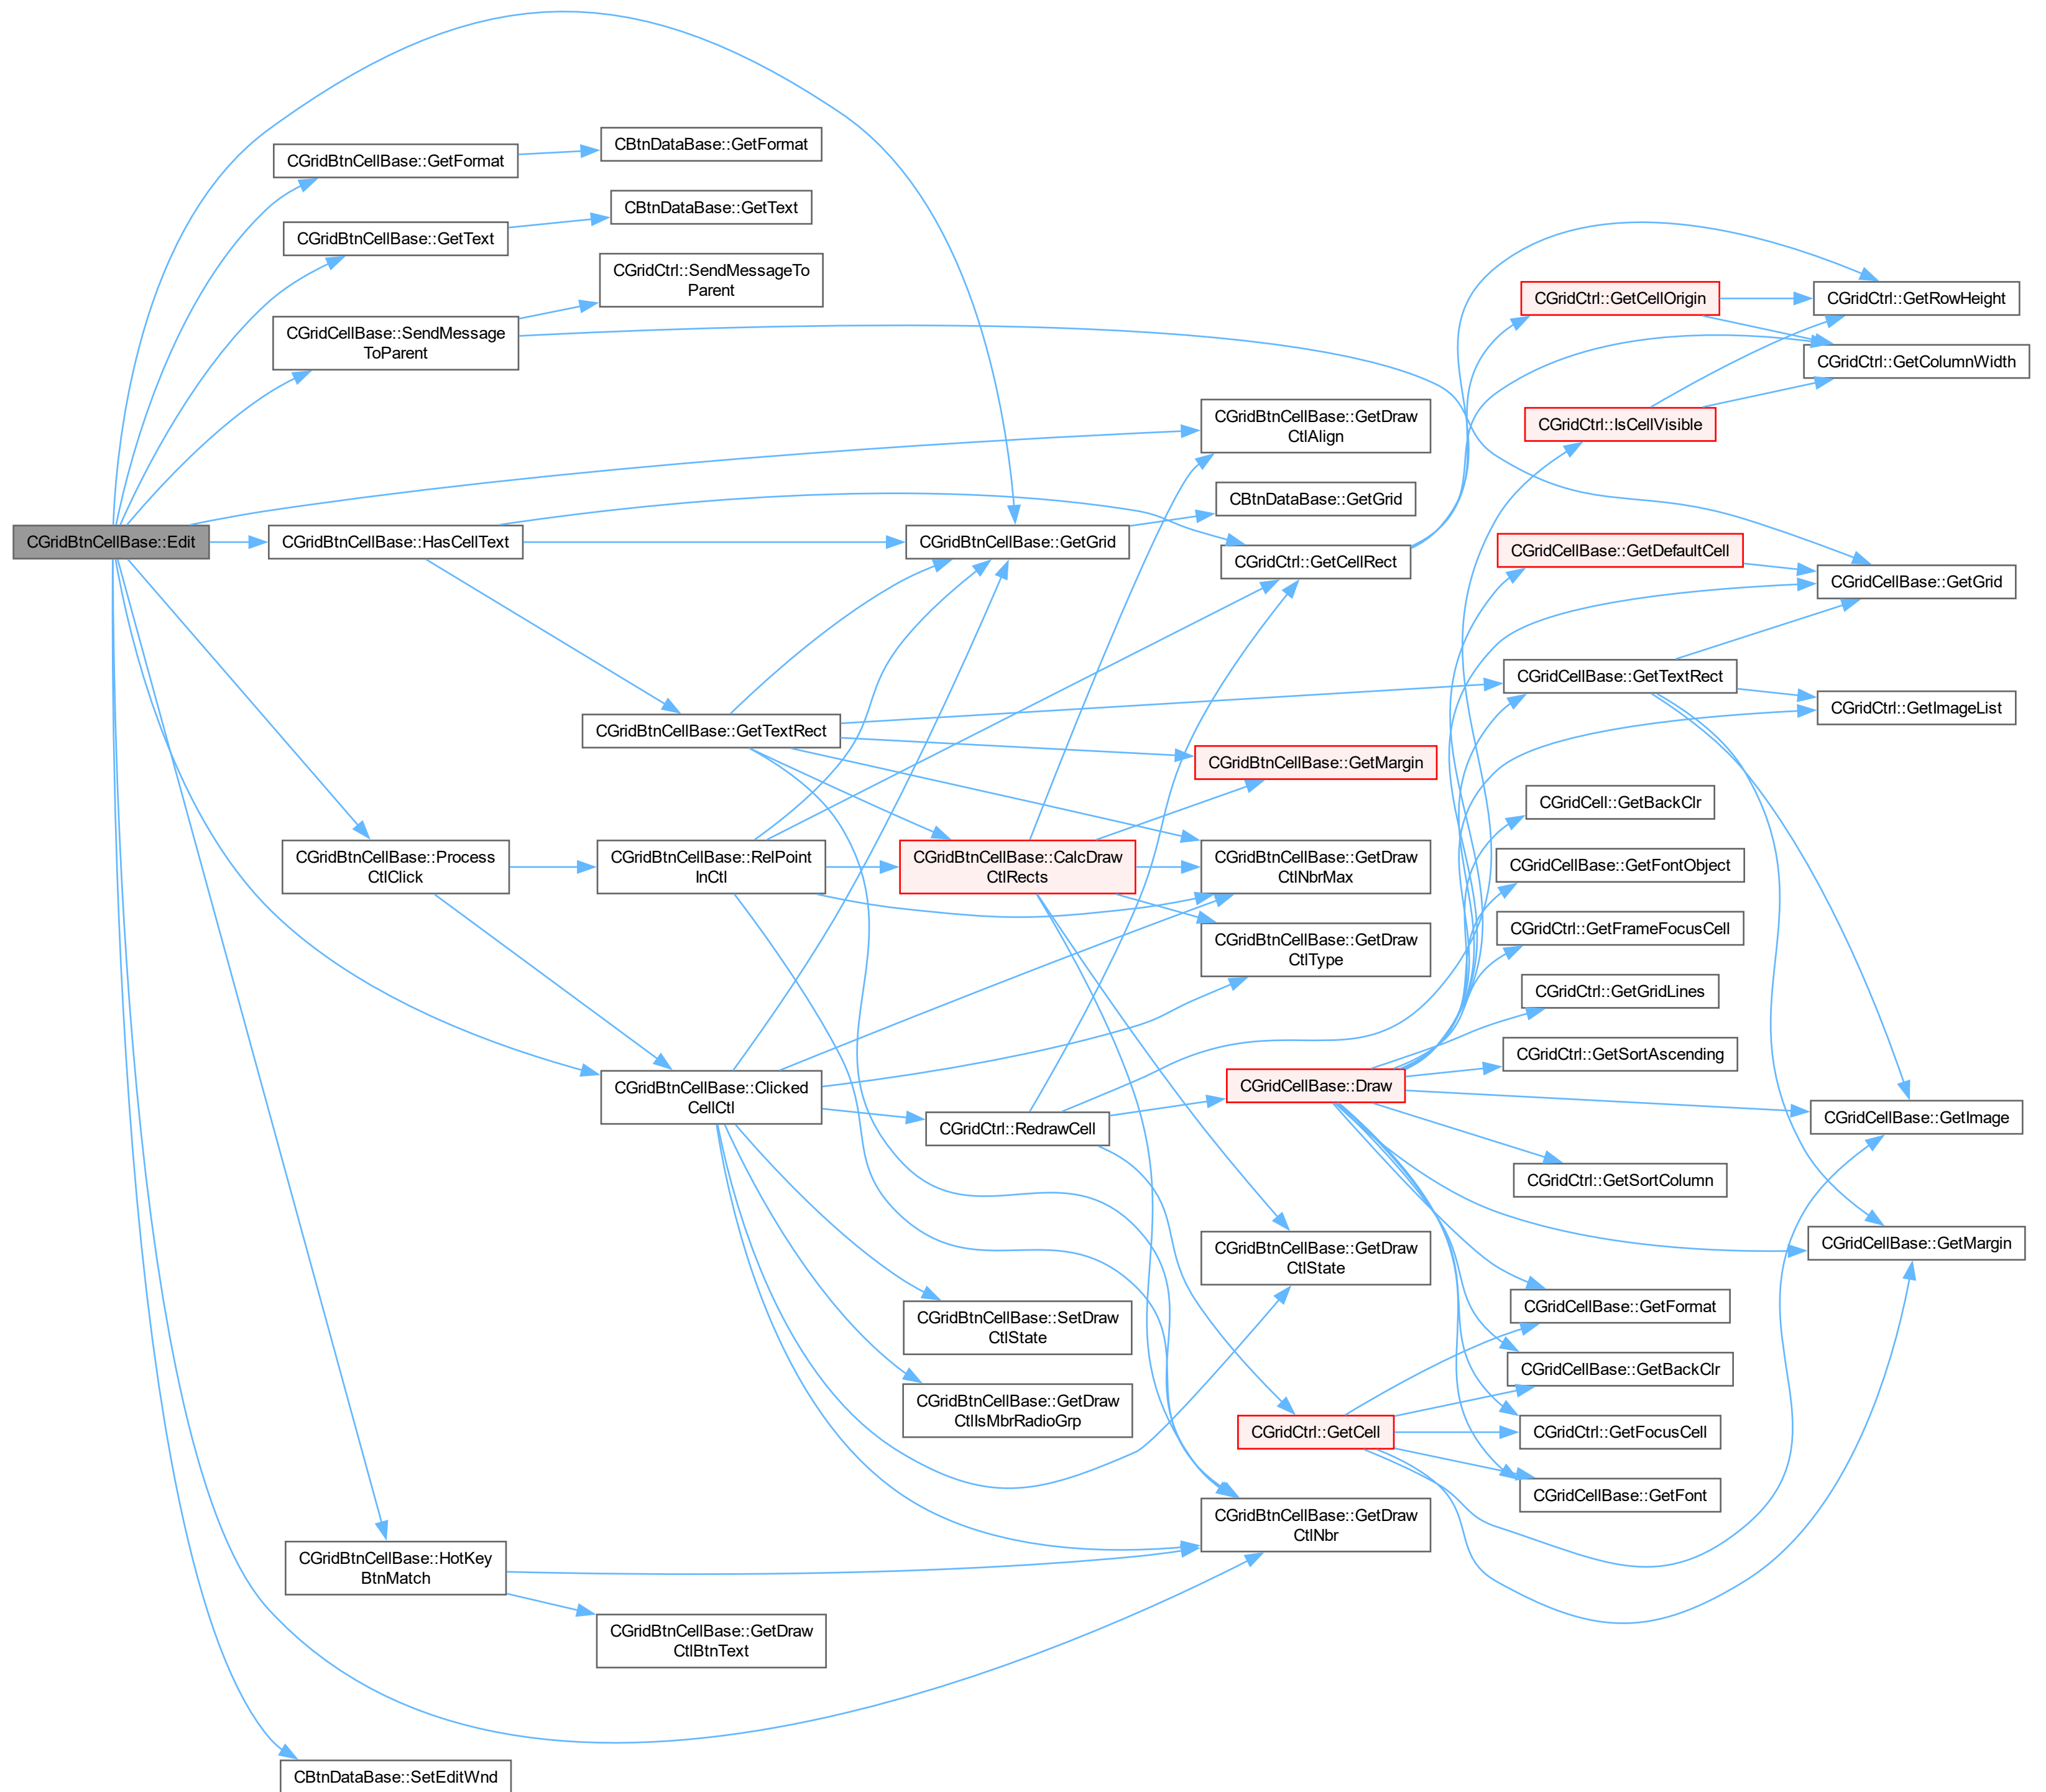 CGridBtnCellBase::Edit
CGridBtnCellBase::GetFormat
CBtnDataBase::GetFormat
CGridBtnCellBase::GetText
CBtnDataBase::GetText
CGridCellBase::SendMessage
ToParent
CGridCtrl::SendMessageTo
Parent
CGridBtnCellBase::HasCellText
CGridBtnCellBase::GetGrid
CBtnDataBase::GetGrid
CGridBtnCellBase::GetDraw
CtlAlign
CGridCtrl::GetCellRect
CGridCtrl::GetCellOrigin
CGridCtrl::GetRowHeight
CGridCtrl::GetColumnWidth
CGridCtrl::IsCellVisible
CGridCellBase::GetDefaultCell
CGridCellBase::GetGrid
CGridBtnCellBase::GetTextRect
CGridCellBase::GetTextRect
CGridCtrl::GetImageList
CGridBtnCellBase::GetMargin
CGridCell::GetBackClr
CGridBtnCellBase::Process
CtlClick
CGridBtnCellBase::RelPoint
InCtl
CGridBtnCellBase::CalcDraw
CtlRects
CGridBtnCellBase::GetDraw
CtlNbrMax
CGridCellBase::GetFontObject
CGridCtrl::GetFrameFocusCell
CGridBtnCellBase::GetDraw
CtlType
CGridCtrl::GetGridLines
CGridCtrl::GetSortAscending
CGridBtnCellBase::Clicked
CellCtl
CGridCtrl::RedrawCell
CGridCellBase::Draw
CGridCellBase::GetImage
CGridCtrl::GetSortColumn
CGridBtnCellBase::GetDraw
CtlState
CGridCellBase::GetMargin
CGridBtnCellBase::SetDraw
CtlState
CGridCellBase::GetFormat
CGridBtnCellBase::GetDraw
CtlIsMbrRadioGrp
CGridCellBase::GetBackClr
CGridCtrl::GetCell
CGridCtrl::GetFocusCell
CGridCellBase::GetFont
CGridBtnCellBase::GetDraw
CtlNbr
CGridBtnCellBase::HotKey
BtnMatch
CGridBtnCellBase::GetDraw
CtlBtnText
CBtnDataBase::SetEditWnd